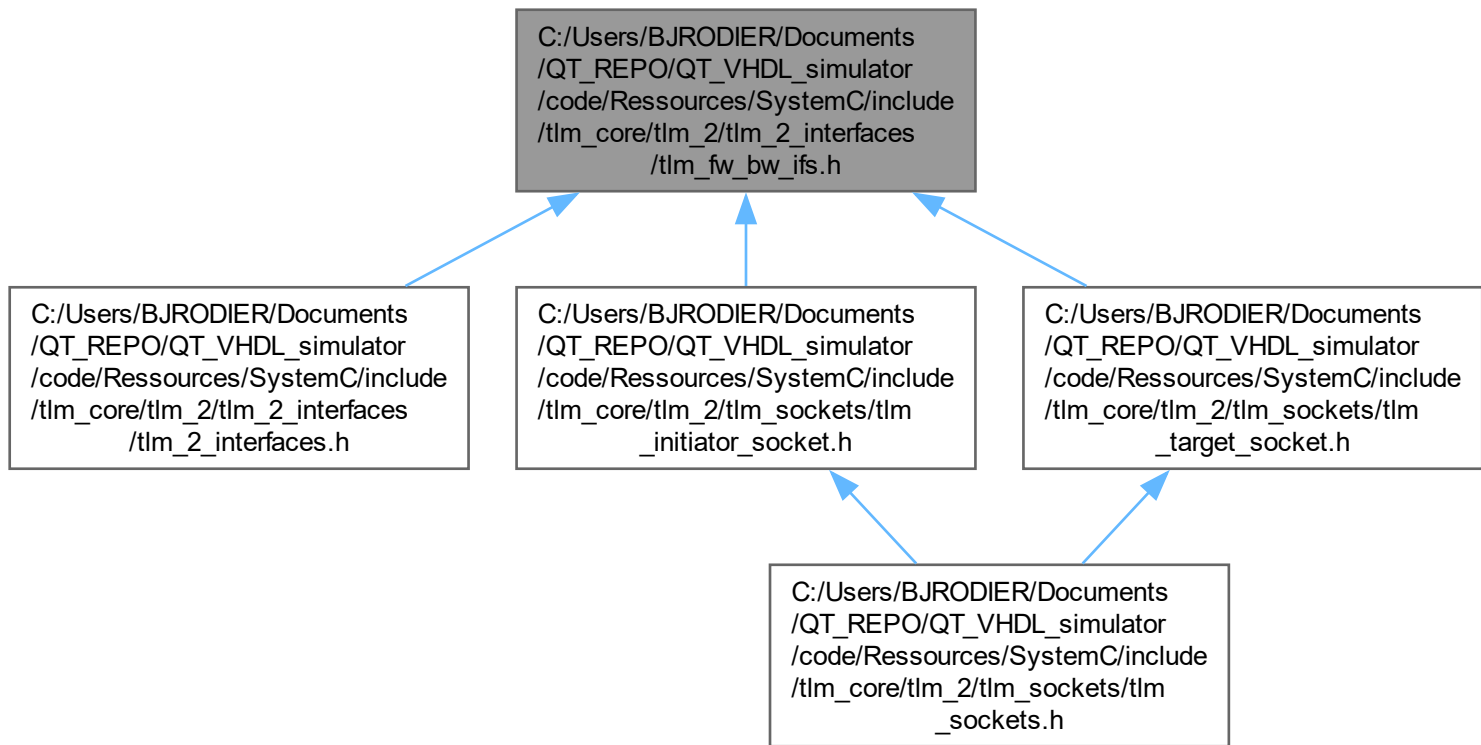 C:/Users/BJRODIER/Documents
/QT_REPO/QT_VHDL_simulator
/code/Ressources/SystemC/include
/tlm_core/tlm_2/tlm_2_interfaces
/tlm_fw_bw_ifs.h
C:/Users/BJRODIER/Documents
/QT_REPO/QT_VHDL_simulator
/code/Ressources/SystemC/include
/tlm_core/tlm_2/tlm_2_interfaces
/tlm_2_interfaces.h
C:/Users/BJRODIER/Documents
/QT_REPO/QT_VHDL_simulator
/code/Ressources/SystemC/include
/tlm_core/tlm_2/tlm_sockets/tlm
_initiator_socket.h
C:/Users/BJRODIER/Documents
/QT_REPO/QT_VHDL_simulator
/code/Ressources/SystemC/include
/tlm_core/tlm_2/tlm_sockets/tlm
_target_socket.h
C:/Users/BJRODIER/Documents
/QT_REPO/QT_VHDL_simulator
/code/Ressources/SystemC/include
/tlm_core/tlm_2/tlm_sockets/tlm
_sockets.h